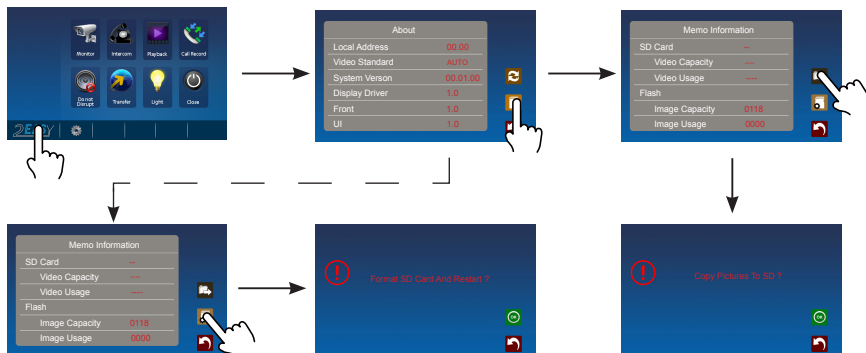 Monitor
Intercom
Playback
Call Record
Do not Disrupt
Transfer
Light
Close
2EASY
About
Local Address 00.00
Video Standard AUTO
System Verson 00.01.00
Display Driver 1.0
Front 1.0
UI 1.0
Memo Information
SD Card --
Video Capacity ----
Video Usage ----
Flash
Image Capacity 0118
Image Usage 0000
Memo Information
SD Card --
Video Capacity ----
Video Usage ----
Flash
Image Capacity 0118
Image Usage 0000
Format SD Card And Restart ?
OK
Copy Pictures To SD ?
OK